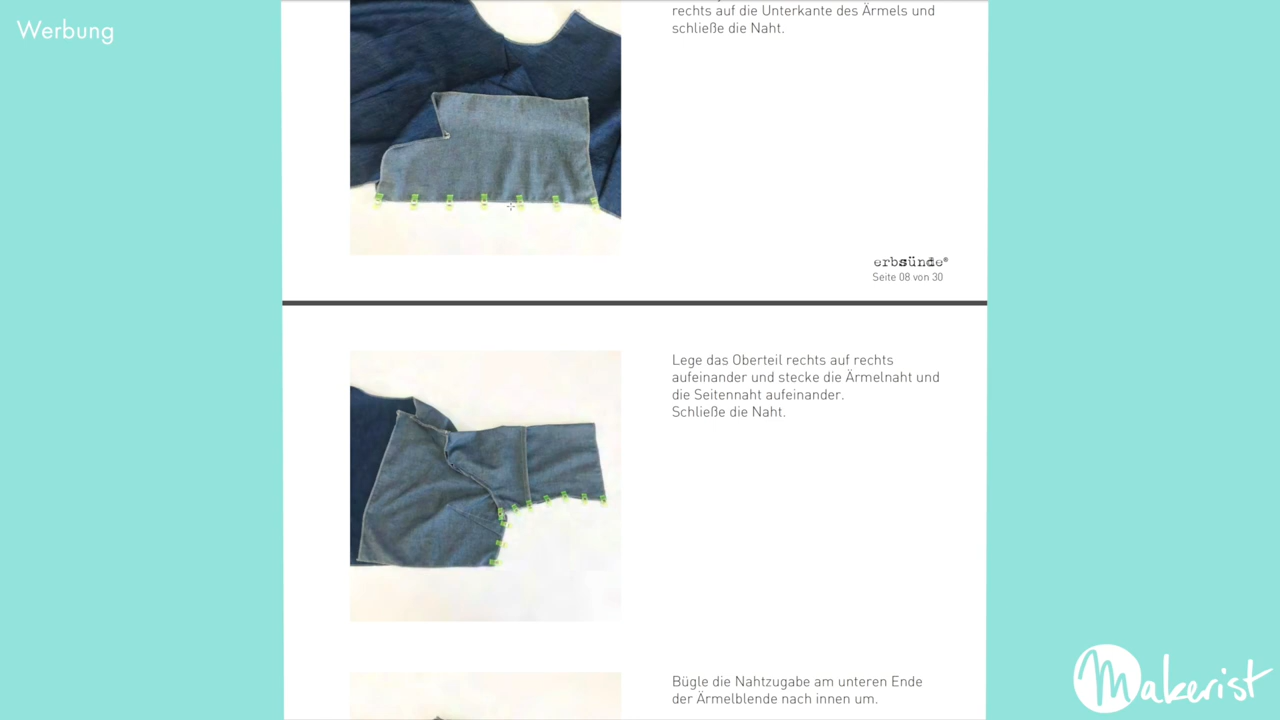 Werbung
rechts auf die Unterkante des Ärmels und
schließe die Naht.
erbsünde®
Seite 08 von 30
Lege das Oberteil rechts auf rechts
aufeinander und stecke die Ärmelnaht und
die Seitennaht aufeinander.
Schließe die Naht.
Bügle die Nahtzugabe am unteren Ende
der Ärmelblende nach innen um.
Makerist